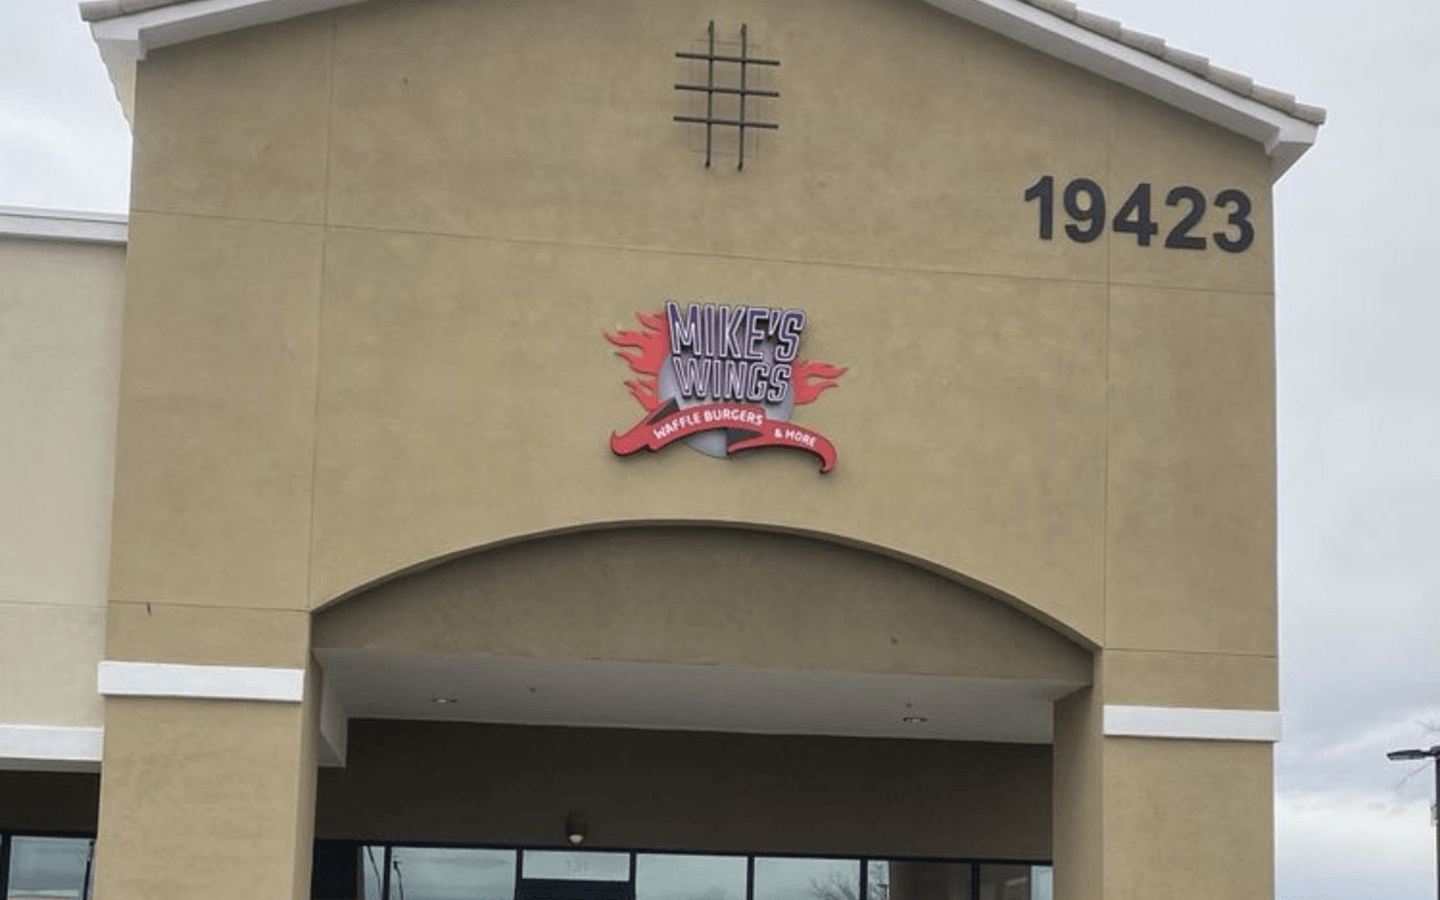 19423
MIKE'S
WINGS
WAFFLE BURGERS & MORE